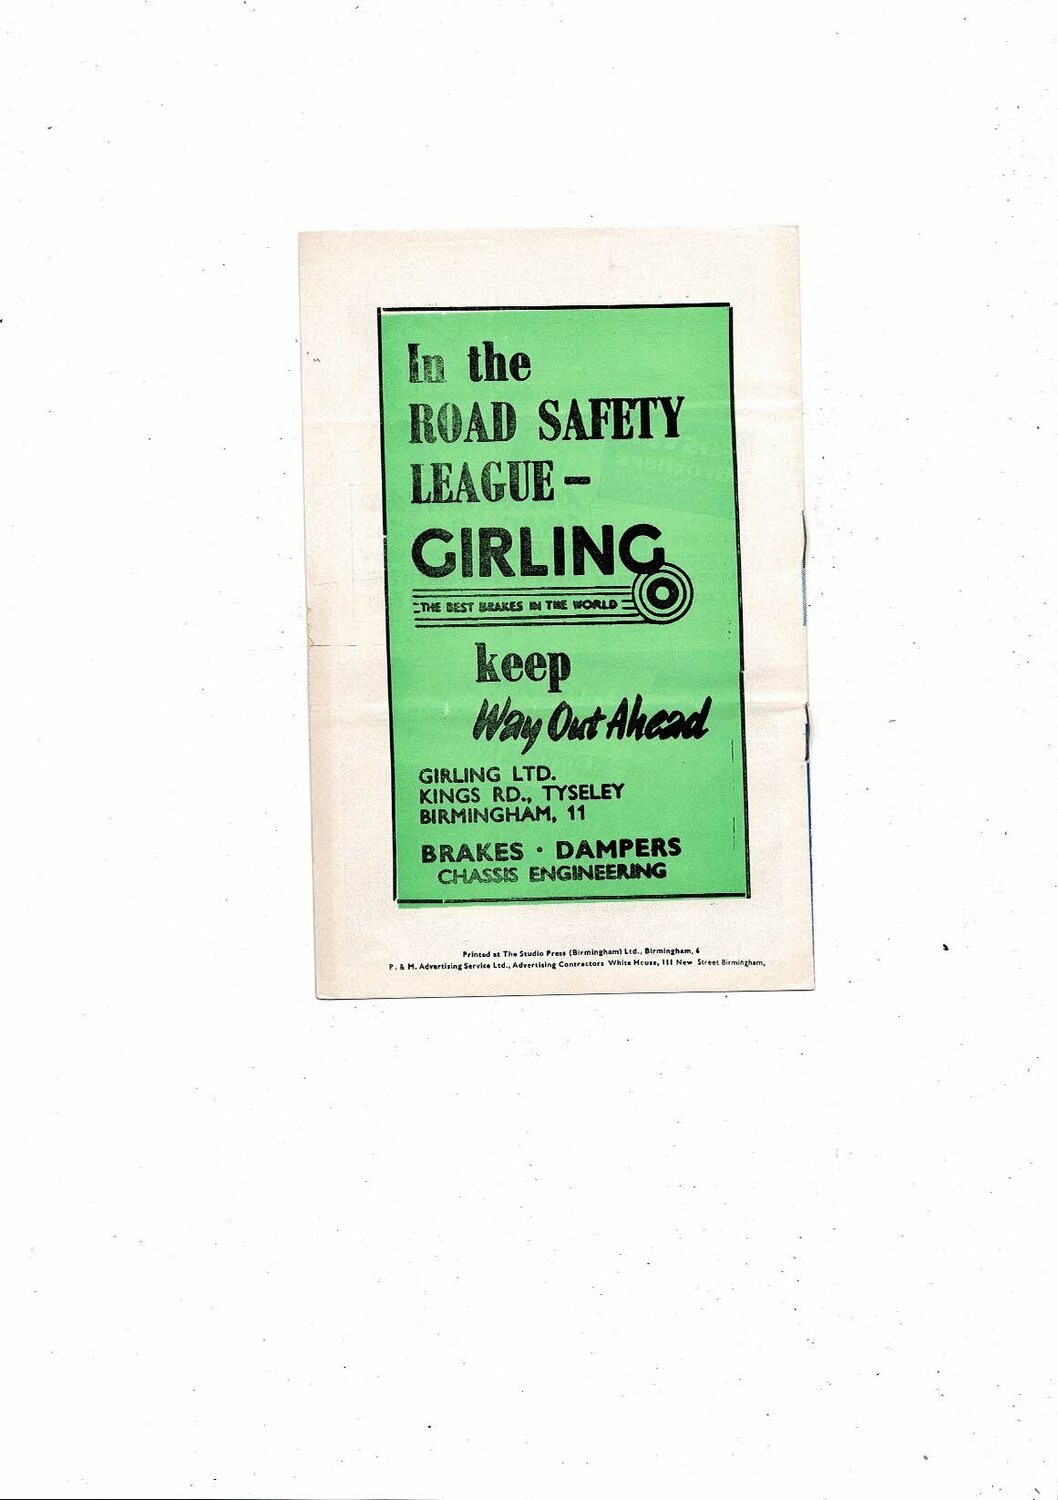 In the
ROAD SAFETY
LEAGUE –
GIRLING
THE BEST BRAKES IN THE WORLD
keep
Way Out Ahead
GIRLING LTD.
KINGS RD., TYSELEY
BIRMINGHAM, 11
BRAKES · DAMPERS
CHASSIS ENGINEERING
Printed at The Studio Press (Birmingham) Ltd., Birmingham, 6
P. & M. Advertising Service Ltd., Advertising Contractors White House, 111 New Street Birmingham,